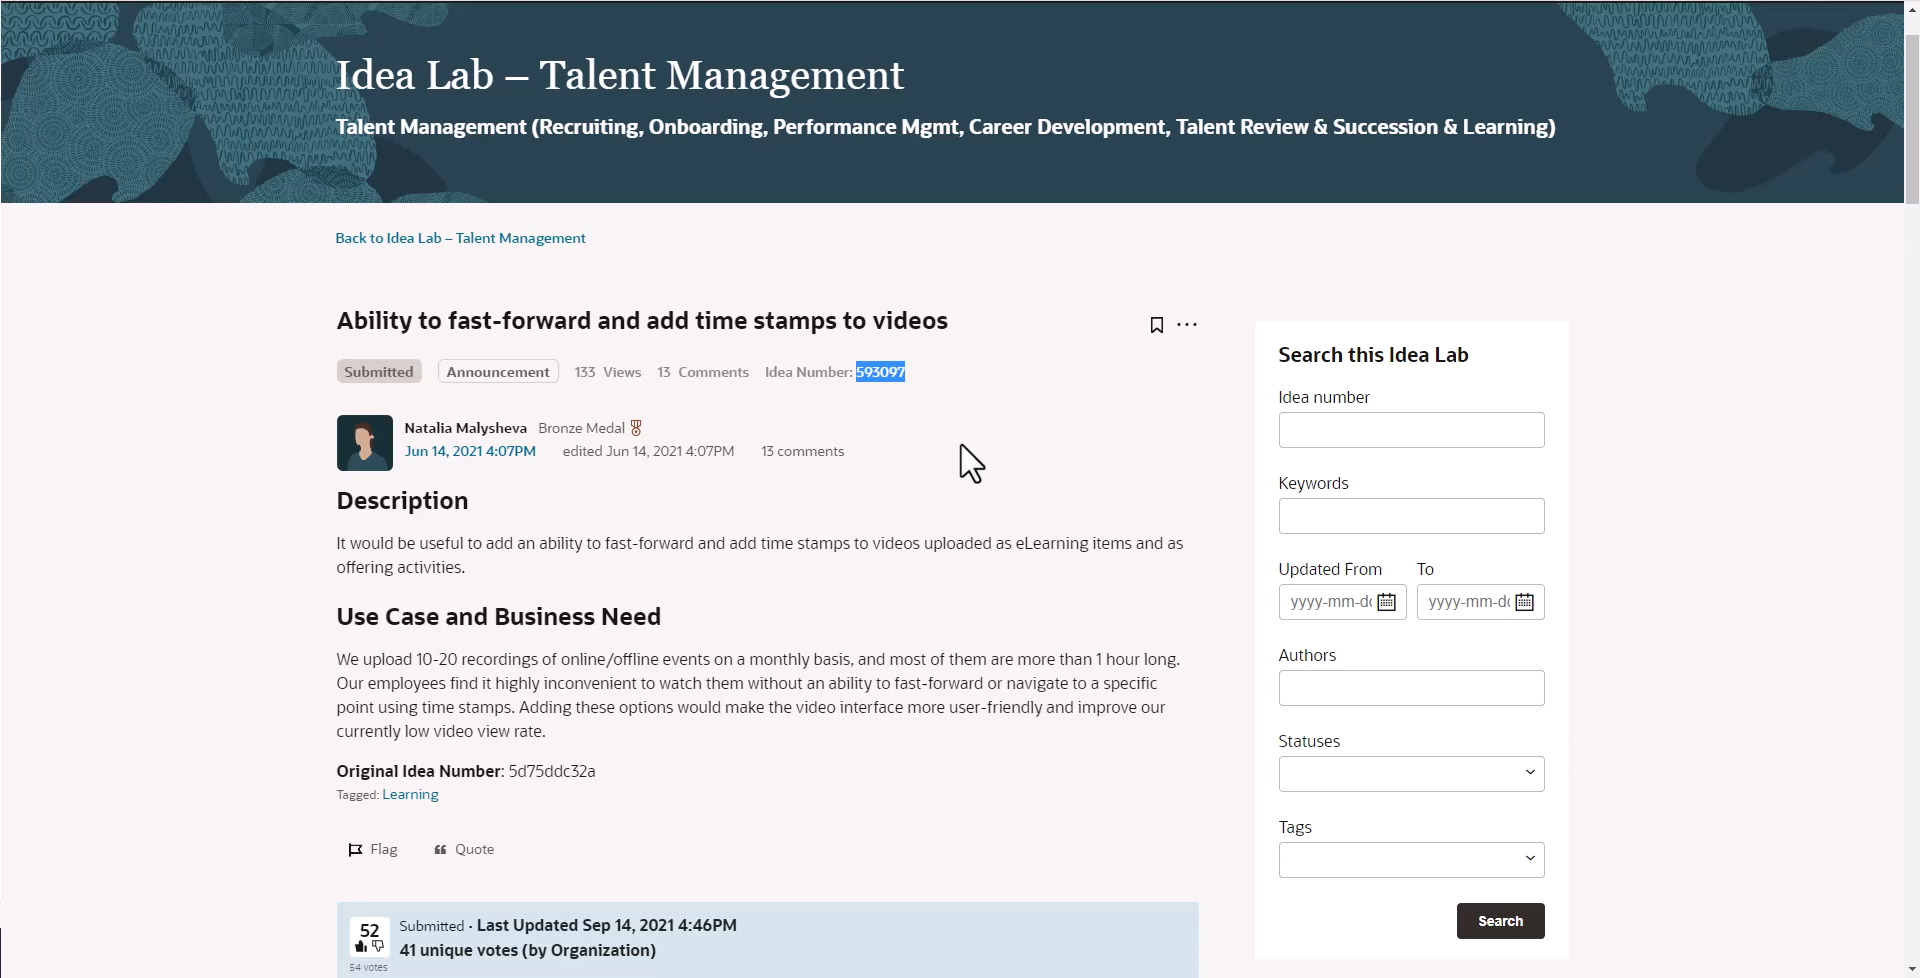 Idea Lab – Talent Management
Talent Management (Recruiting, Onboarding, Performance Mgmt, Career Development, Talent Review & Succession & Learning)
Back to Idea Lab – Talent Management
Ability to fast-forward and add time stamps to videos
Submitted Announcement 133 Views 13 Comments Idea Number: 593097
Natalia Malysheva Bronze Medal
Jun 14, 2021 4:07PM edited Jun 14, 2021 4:07PM 13 comments
Description
It would be useful to add an ability to fast-forward and add time stamps to videos uploaded as eLearning items and as
offering activities.
Use Case and Business Need
We upload 10-20 recordings of online/offline events on a monthly basis, and most of them are more than 1 hour long.
Our employees find it highly inconvenient to watch them without an ability to fast-forward or navigate to a specific
point using time stamps. Adding these options would make the video interface more user-friendly and improve our
currently low video view rate.
Original Idea Number: 5d75ddc32a
Tagged: Learning
Flag Quote
52
54 votes
Submitted - Last Updated Sep 14, 2021 4:46PM
41 unique votes (by Organization)
Search this Idea Lab
Idea number
Keywords
Updated From To
yyyy-mm-dd yyyy-mm-dd
Authors
Statuses
Tags
Search